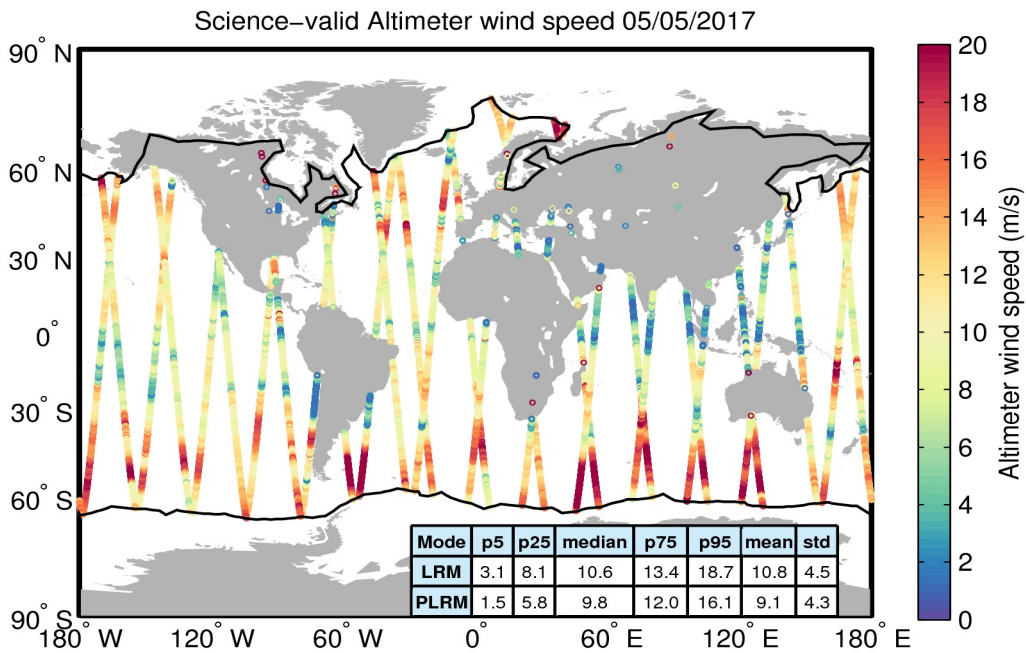 Science−valid Altimeter wind speed 05/05/2017
90° N
60° N
30° N
0°
30° S
60° S
90° S
180° W
120° W
60° W
0°
60° E
120° E
180° E
Mode p5 p25 median p75 p95 mean std
LRM 3.1 8.1 10.6 13.4 18.7 10.8 4.5
PLRM 1.5 5.8 9.8 12.0 16.1 9.1 4.3
20
18
16
14
12
10
8
6
4
2
0
Altimeter wind speed (m/s)